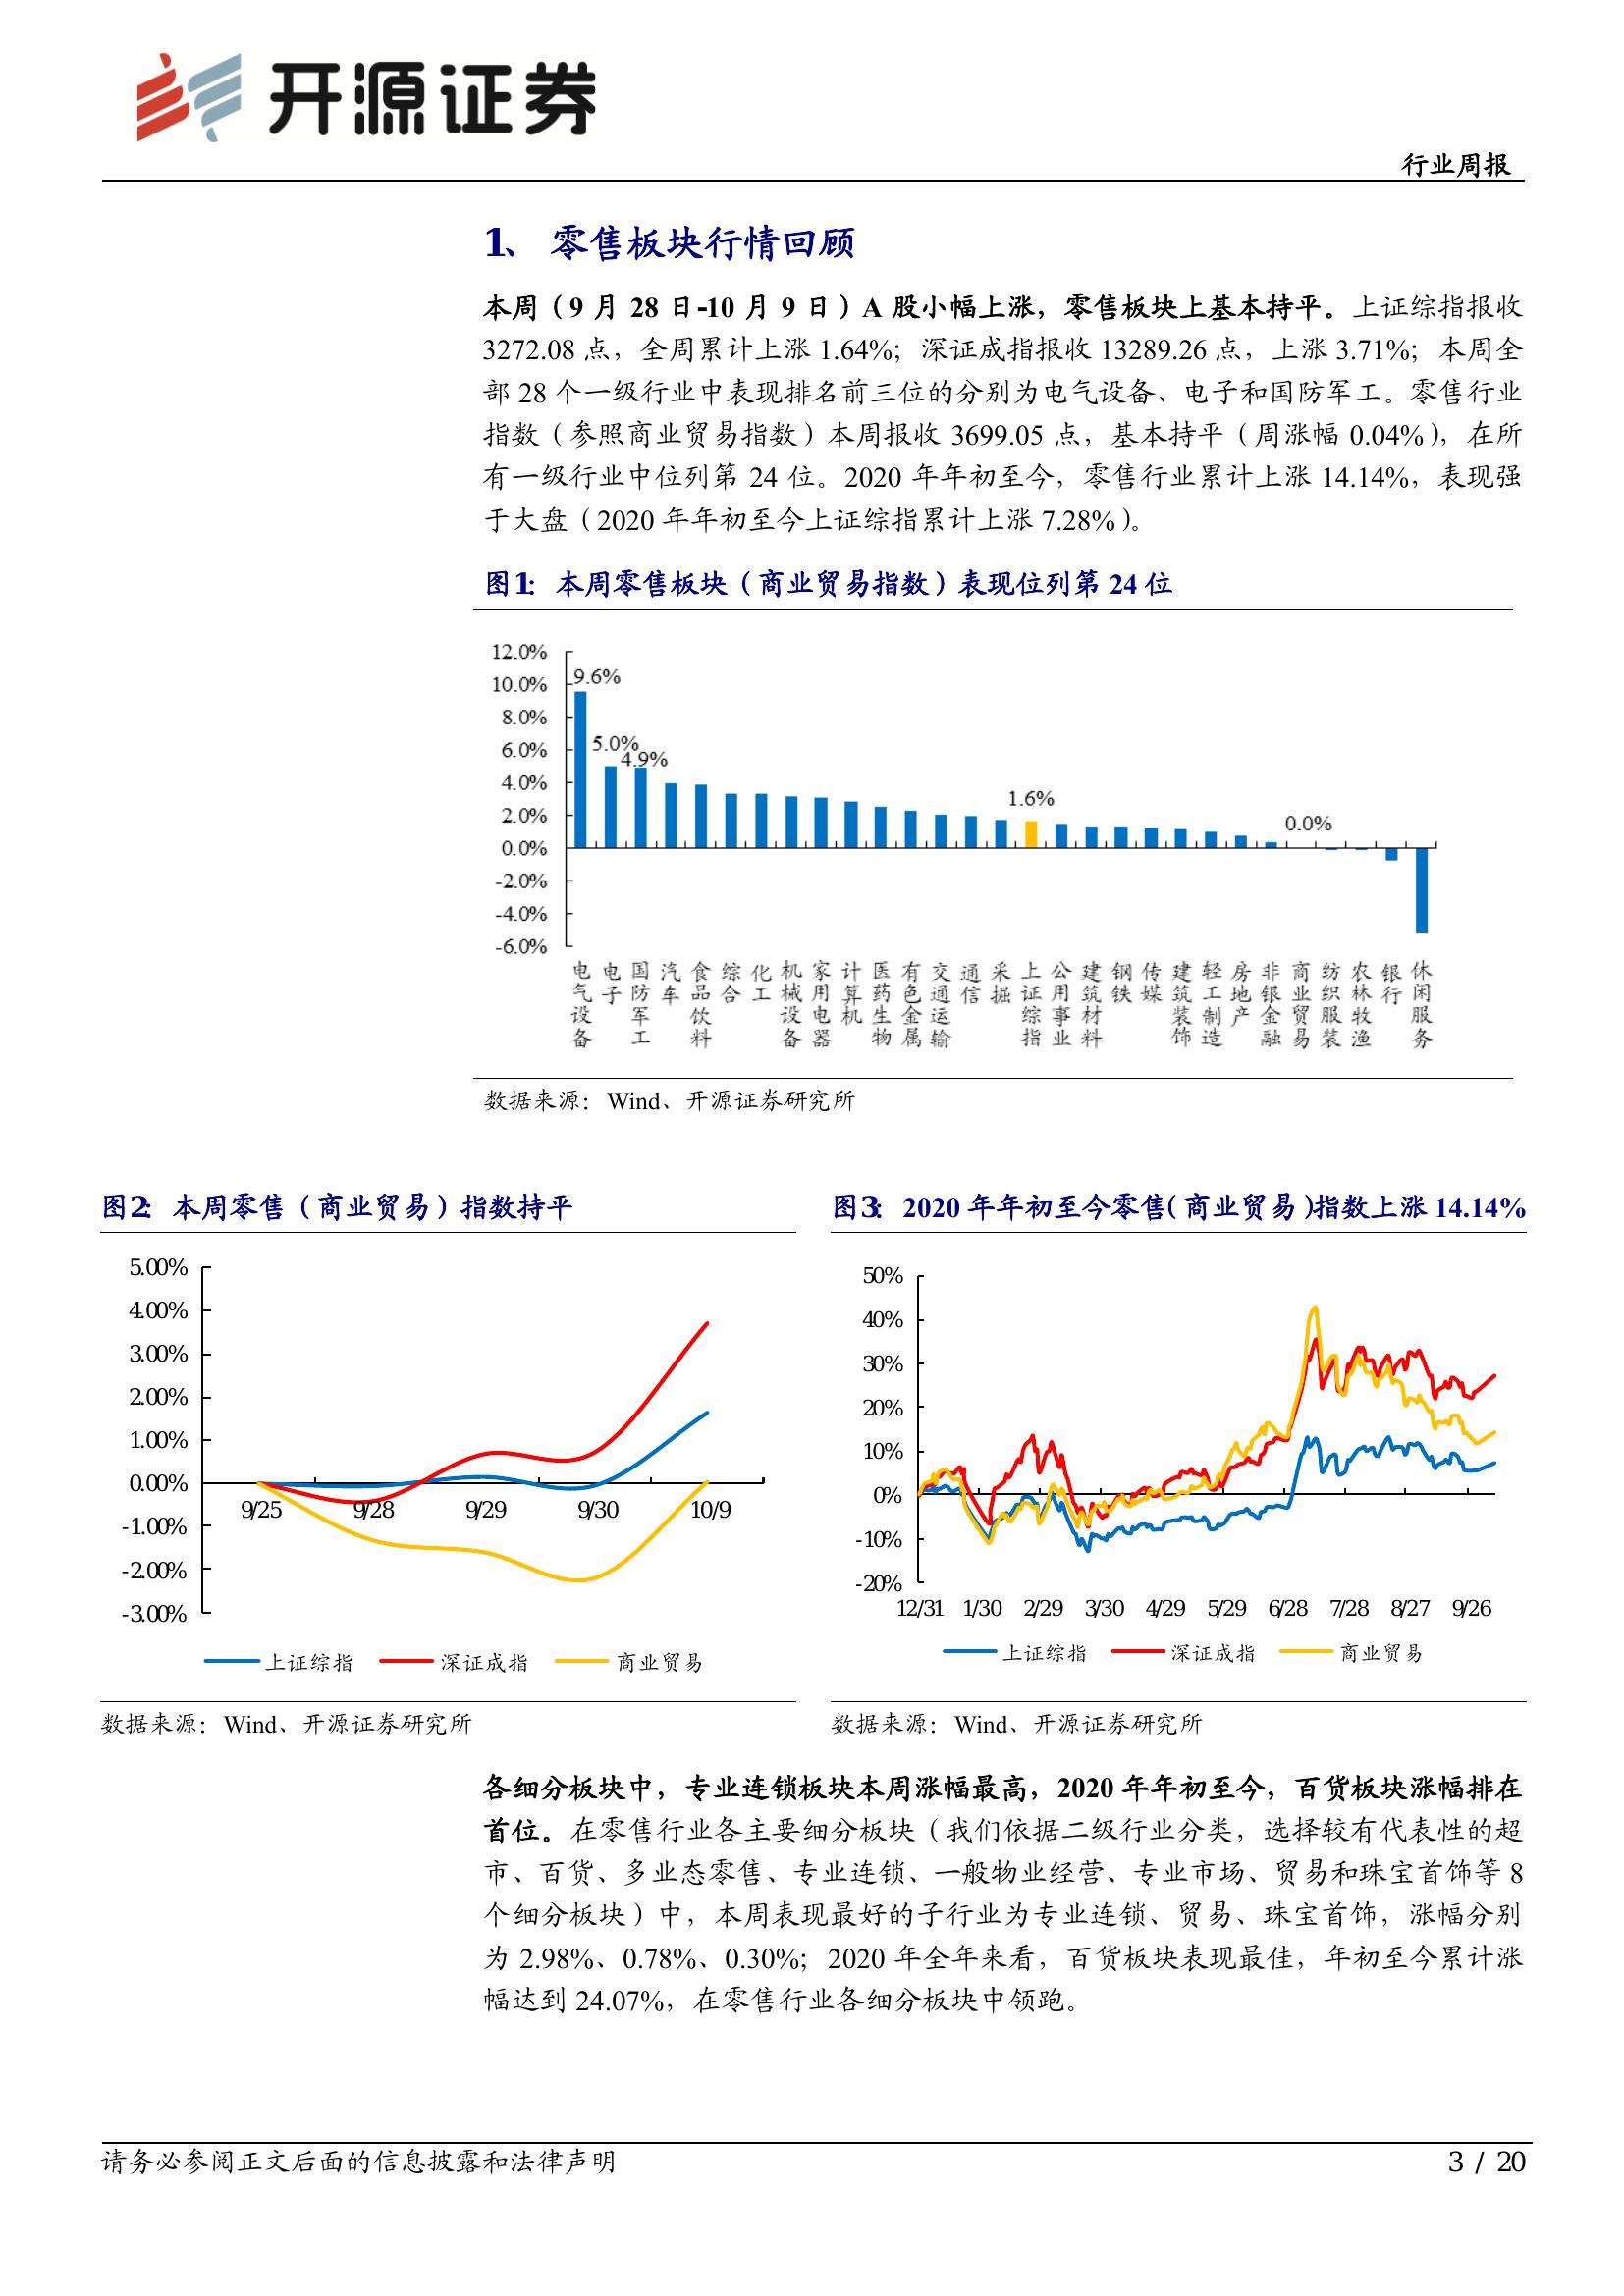 开源证券
行业周报
1、 零售板块行情回顾
本周（9 月 28 日-10 月 9 日）A 股小幅上涨，零售板块上基本持平。上证综指报收
3272.08 点，全周累计上涨 1.64%；深证成指报收 13289.26 点，上涨 3.71%；本周全
部 28 个一级行业中表现排名前三位的分别为电气设备、电子和国防军工。零售行业
指数（参照商业贸易指数）本周报收 3699.05 点，基本持平（周涨幅 0.04%），在所
有一级行业中位列第 24 位。2020 年年初至今，零售行业累计上涨 14.14%，表现强
于大盘（2020 年年初至今上证综指累计上涨 7.28%）。
图1： 本周零售板块（商业贸易指数）表现位列第 24 位
12.0%
10.0%
8.0%
6.0%
4.0%
2.0%
0.0%
-2.0%
-4.0%
-6.0%
9.6%
5.0%
4.9%
1.6%
0.0%
电气设备
电子
国防军工
汽车
食品饮料
综合
化工
机械设备
家用电器
计算机
医药生物
有色金属
交通运输
通信
采掘
上证综指
公用事业
建筑材料
钢铁
传媒
建筑装饰
轻工制造
房地产
非银金融
商业贸易
纺织服装
农林牧渔
银行
休闲服务
数据来源：Wind、开源证券研究所
图2： 本周零售（商业贸易）指数持平
5.00%
4.00%
3.00%
2.00%
1.00%
0.00%
-1.00%
-2.00%
-3.00%
9/25 9/28 9/29 9/30 10/9
上证综指 深证成指 商业贸易
数据来源：Wind、开源证券研究所
图3： 2020 年年初至今零售（商业贸易）指数上涨 14.14%
50%
40%
30%
20%
10%
0%
-10%
-20%
12/31 1/30 2/29 3/30 4/29 5/29 6/28 7/28 8/27 9/26
上证综指 深证成指 商业贸易
数据来源：Wind、开源证券研究所
各细分板块中，专业连锁板块本周涨幅最高，2020 年年初至今，百货板块涨幅排在
首位。在零售行业各主要细分板块（我们依据二级行业分类，选择较有代表性的超
市、百货、多业态零售、专业连锁、一般物业经营、专业市场、贸易和珠宝首饰等 8
个细分板块）中，本周表现最好的子行业为专业连锁、贸易、珠宝首饰，涨幅分别
为 2.98%、0.78%、0.30%；2020 年全年来看，百货板块表现最佳，年初至今累计涨
幅达到 24.07%，在零售行业各细分板块中领跑。
请务必参阅正文后面的信息披露和法律声明
3 / 20